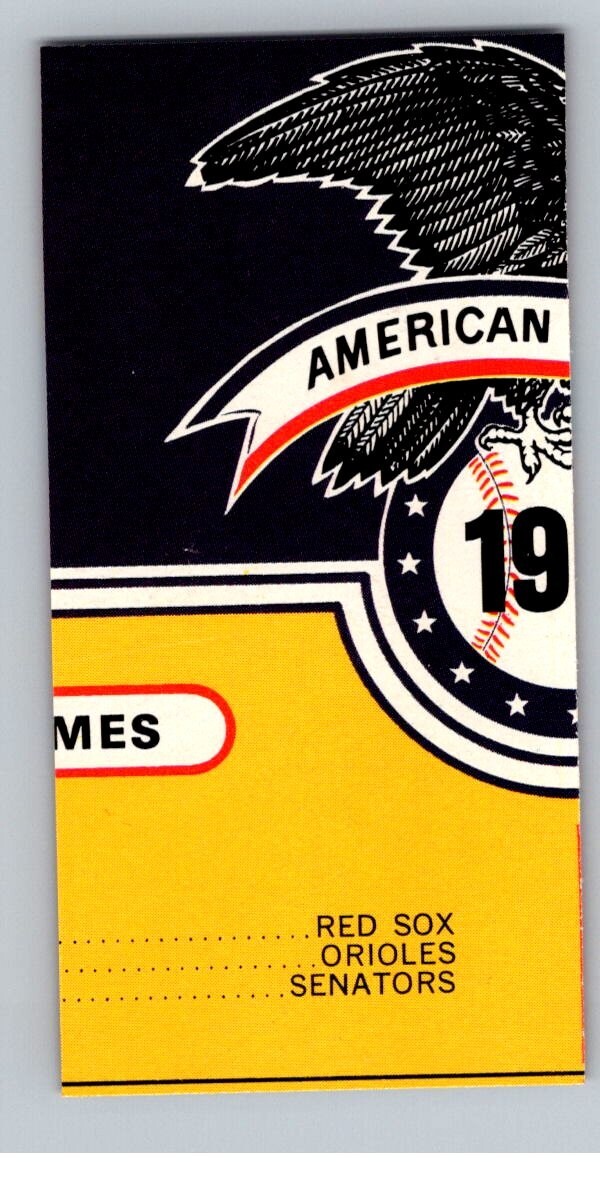 AMERICAN
19
MES
....................RED SOX
.....................ORIOLES
..................SENATORS